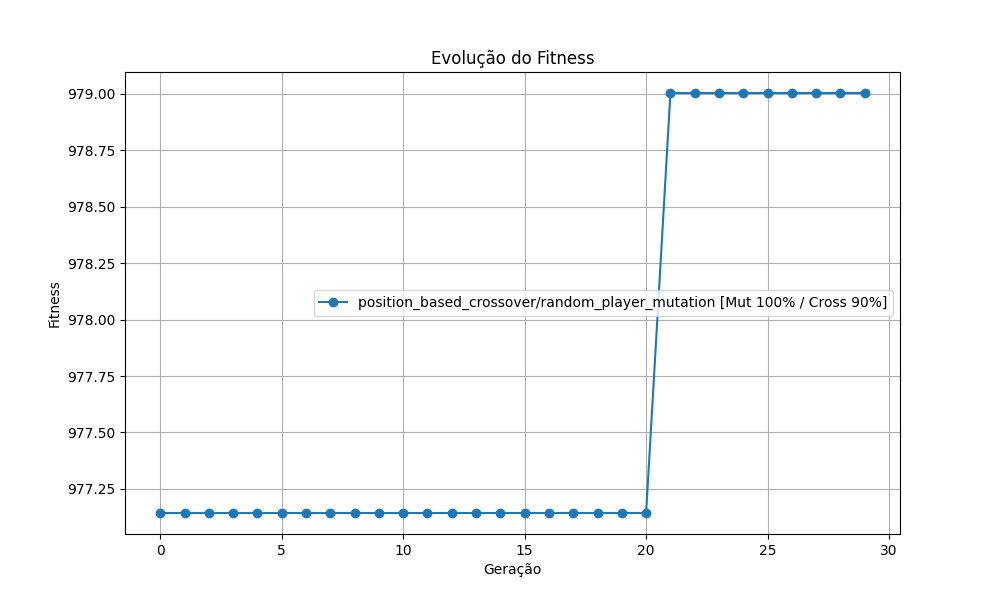 Evolução do Fitness
Fitness
979.00
978.75
978.50
978.25
978.00
977.75
977.50
977.25
position_based_crossover/random_player_mutation [Mut 100% / Cross 90%]
0 5 10 15 20 25 30
Geração